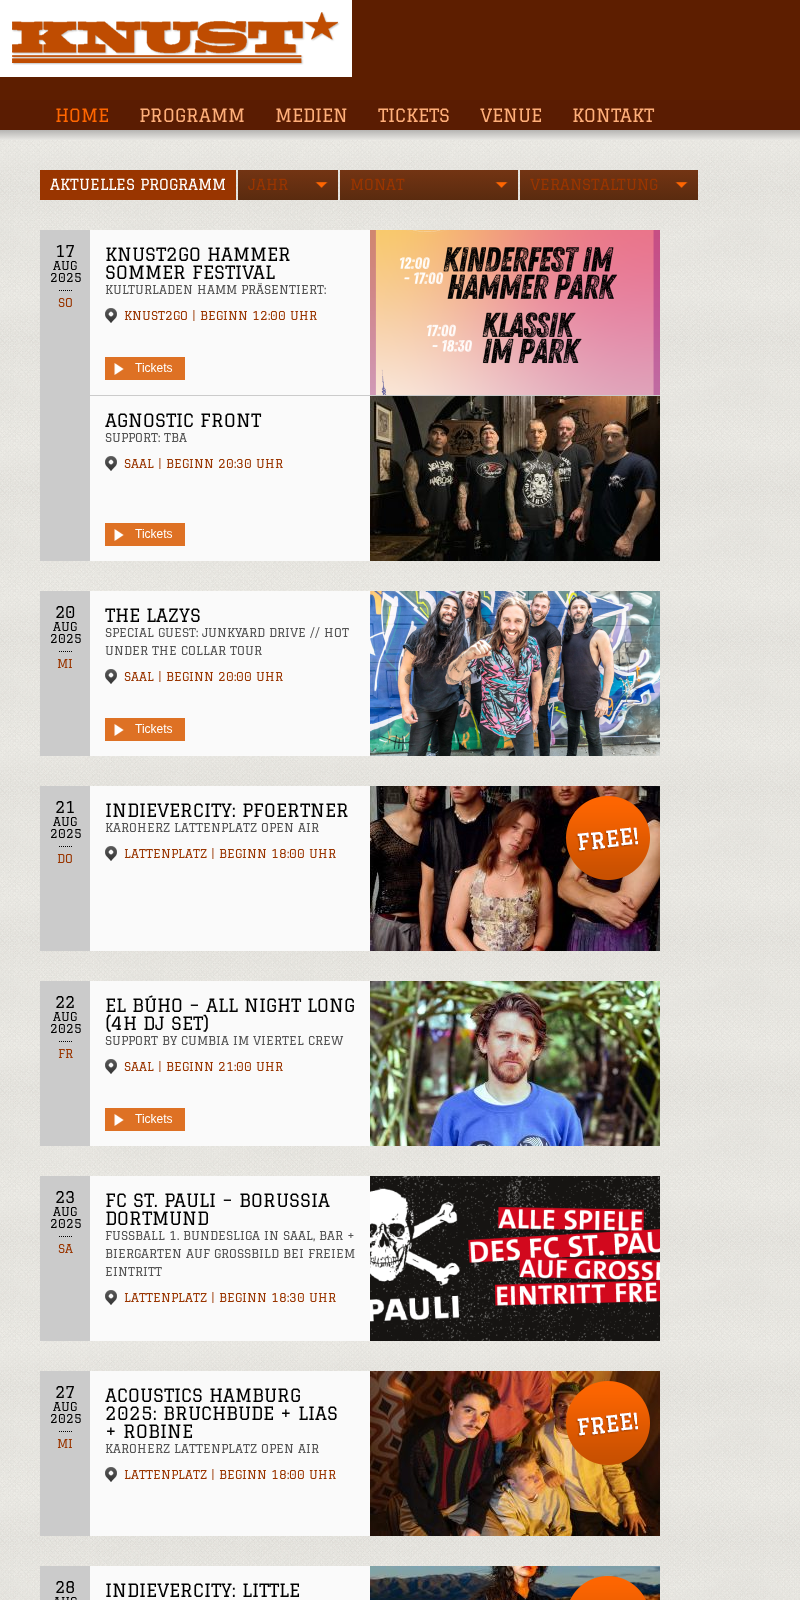 KNUST
HOME PROGRAMM MEDIEN TICKETS VENUE KONTAKT
AKTUELLES PROGRAMM JAHR MONAT VERANSTALTUNG
17
AUG
2025
SO
KNUST2GO HAMMER
SOMMER FESTIVAL
KULTURLADEN HAMM PRÄSENTIERT:
KNUST2GO | BEGINN 12:00 UHR
Tickets
12:00
- 17:00
KINDERFEST IM
HAMMER PARK
17:00
- 18:30
KLASSIK
IM PARK
AGNOSTIC FRONT
SUPPORT: TBA
SAAL | BEGINN 20:30 UHR
Tickets
20
AUG
2025
MI
THE LAZYS
SPECIAL GUEST: JUNKYARD DRIVE // HOT
UNDER THE COLLAR TOUR
SAAL | BEGINN 20:00 UHR
Tickets
21
AUG
2025
DO
INDIEVERCITY: PFOERTNER
KAROHERZ LATTENPLATZ OPEN AIR
LATTENPLATZ | BEGINN 18:00 UHR
FREE!
22
AUG
2025
FR
EL BÚHO – ALL NIGHT LONG
(4H DJ SET)
SUPPORT BY CUMBIA IM VIERTEL CREW
SAAL | BEGINN 21:00 UHR
Tickets
23
AUG
2025
SA
FC ST. PAULI – BORUSSIA
DORTMUND
FUSSBALL 1. BUNDESLIGA IN SAAL, BAR +
BIERGARTEN AUF GROSSBILD BEI FREIEM
EINTRITT
LATTENPLATZ | BEGINN 18:30 UHR
PAULI
ALLE SPIELE
DES FC ST. PAU
AUF GROSS
EINTRITT FRE
27
AUG
2025
MI
ACOUSTICS HAMBURG
2025: BRUCHBUDE + LIAS
+ ROBINE
KAROHERZ LATTENPLATZ OPEN AIR
LATTENPLATZ | BEGINN 18:00 UHR
FREE!
28
AUG
INDIEVERCITY: LITTLE